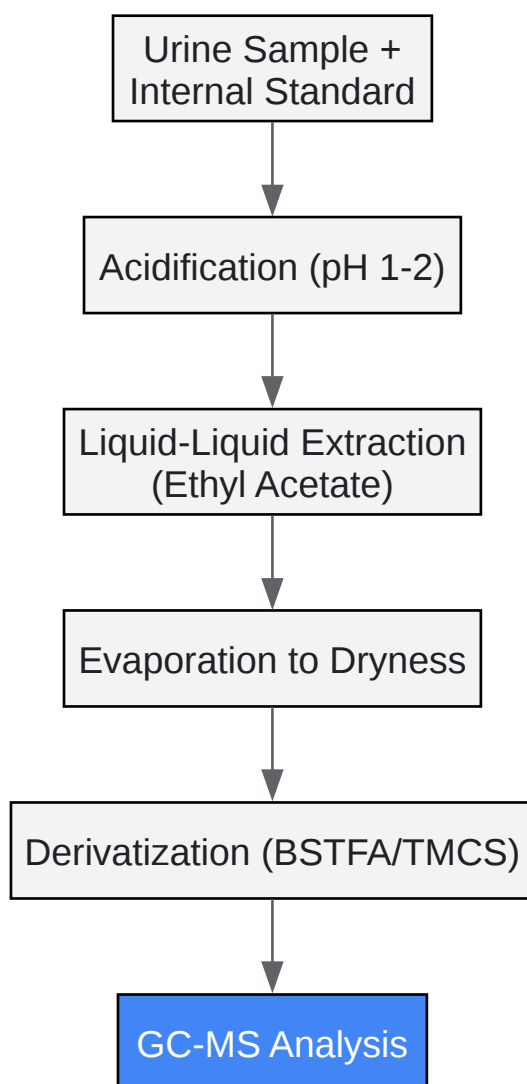 Urine Sample +
Internal Standard
Acidification (pH 1-2)
Liquid-Liquid Extraction
(Ethyl Acetate)
Evaporation to Dryness
Derivatization (BSTFA/TMCS)
GC-MS Analysis